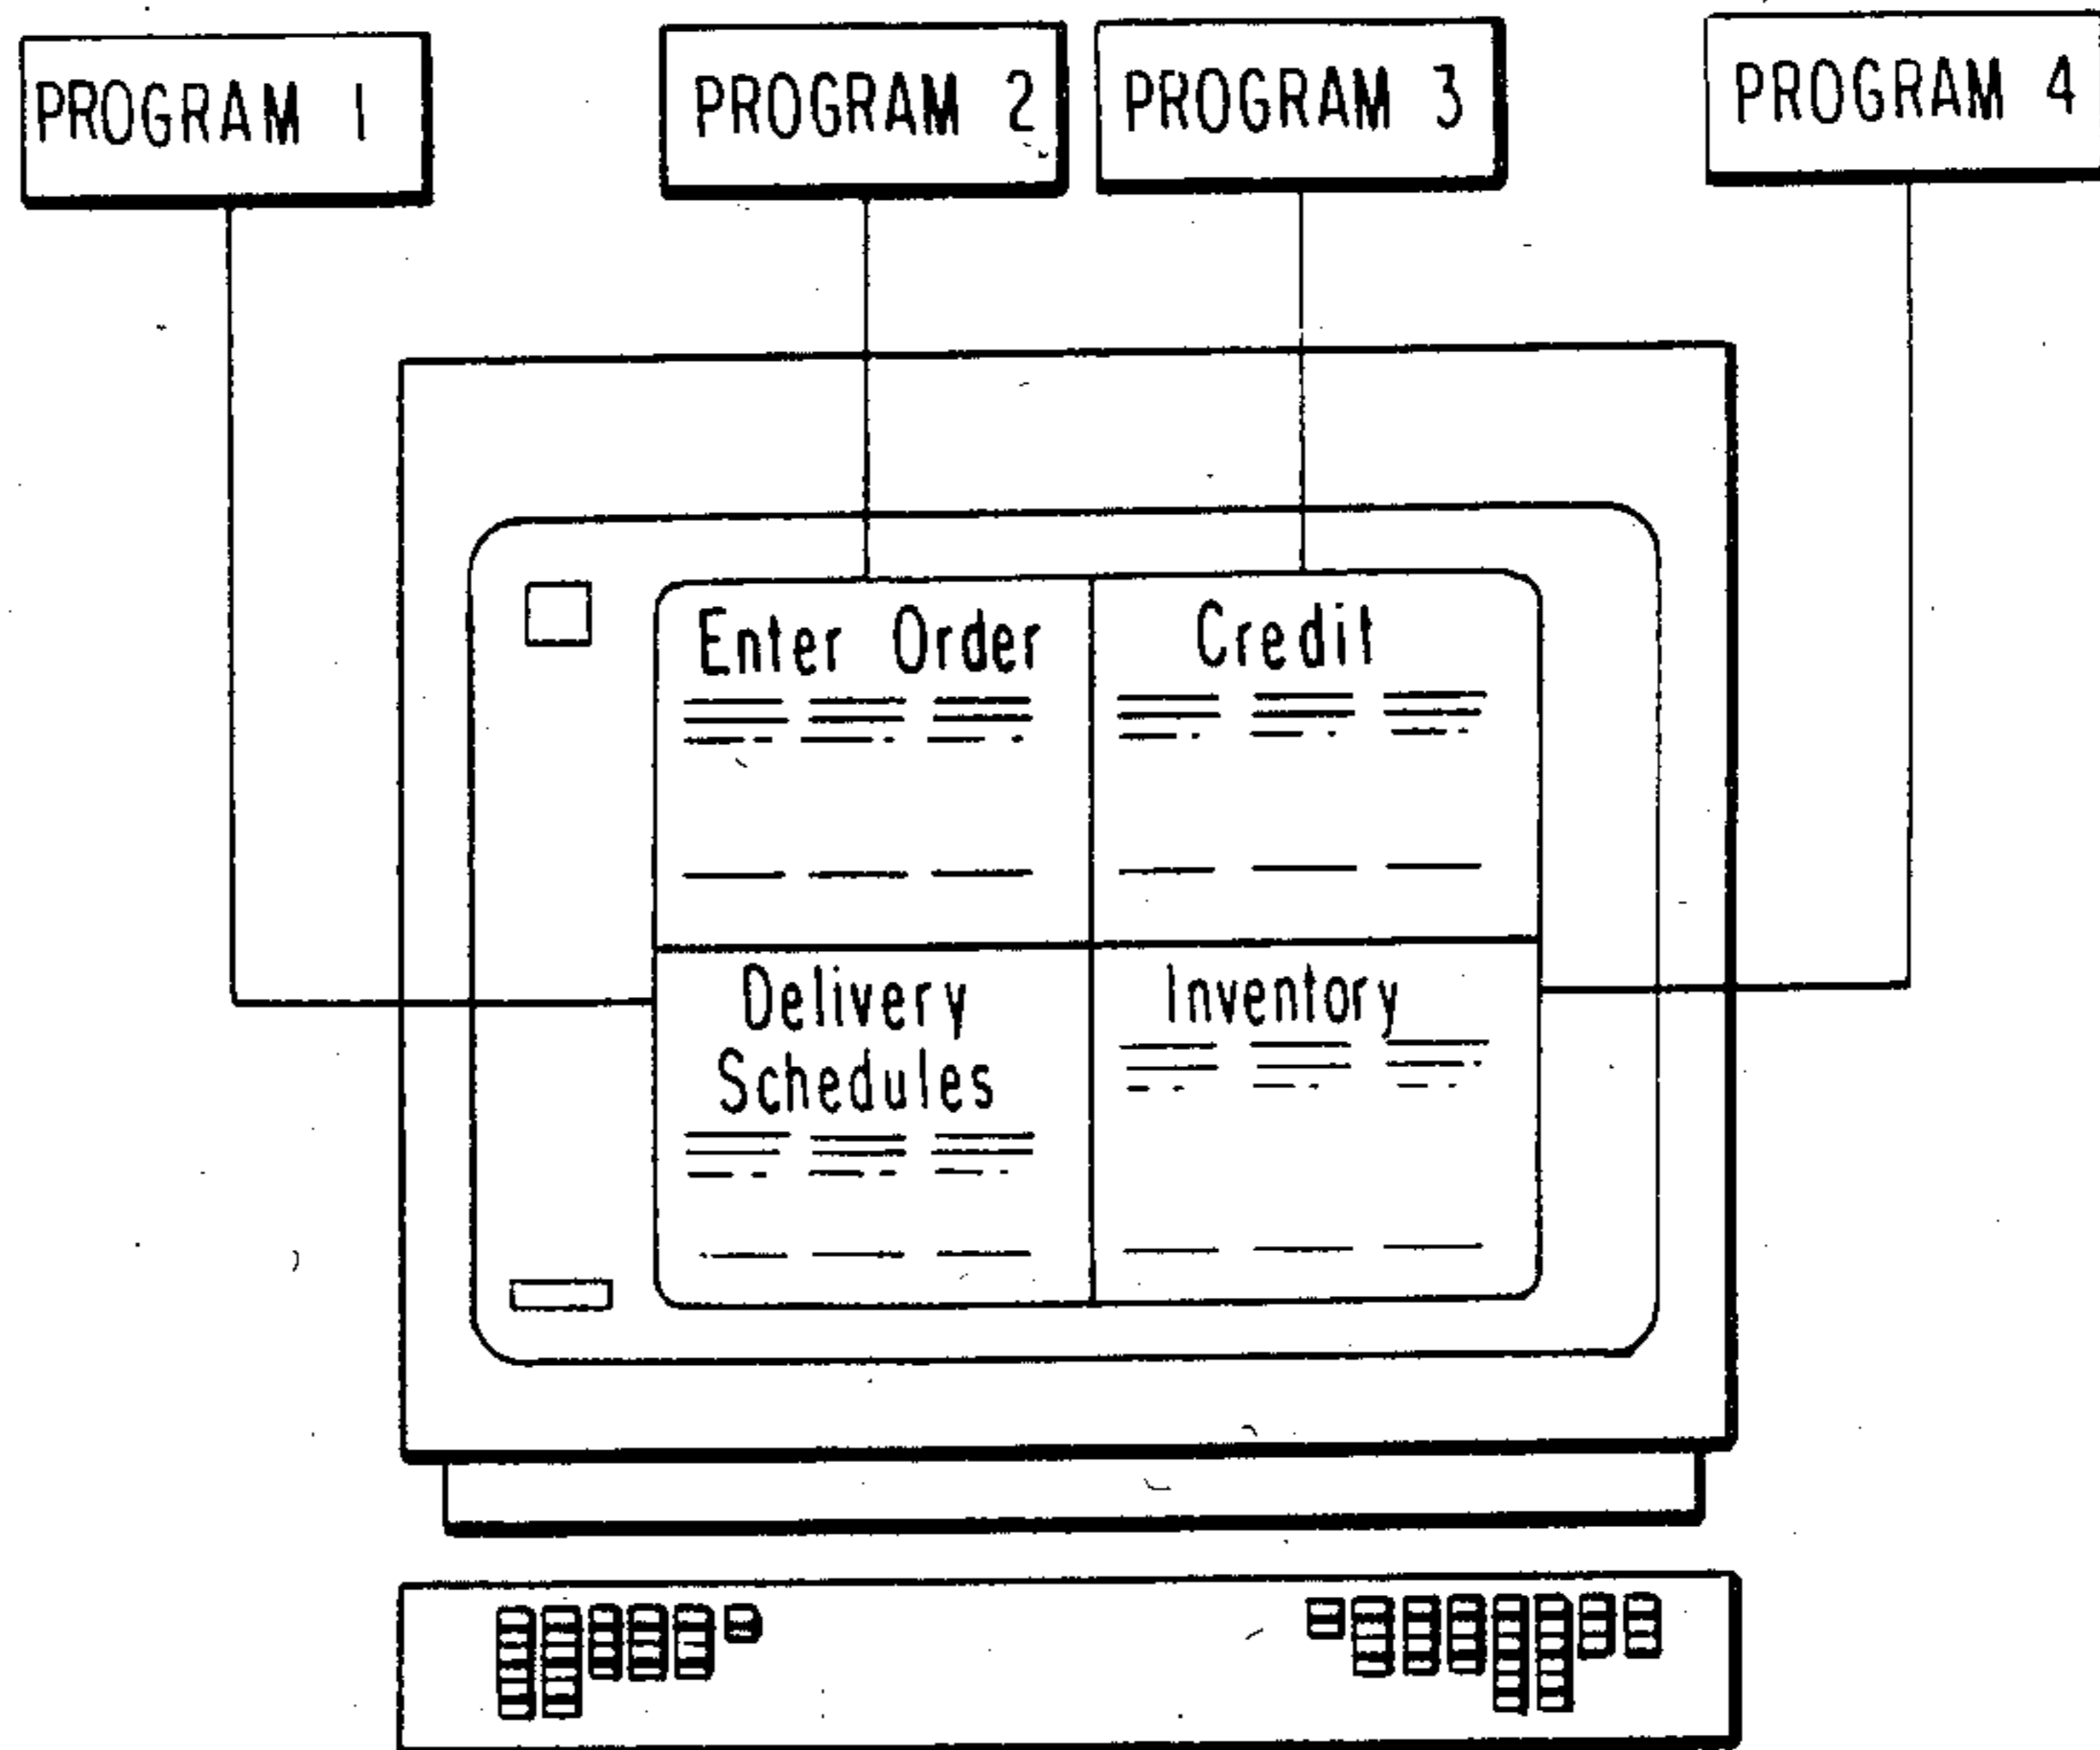 PROGRAM 1
PROGRAM 2
PROGRAM 3
PROGRAM 4
Enter Order
Credit
Delivery
Schedules
Inventory